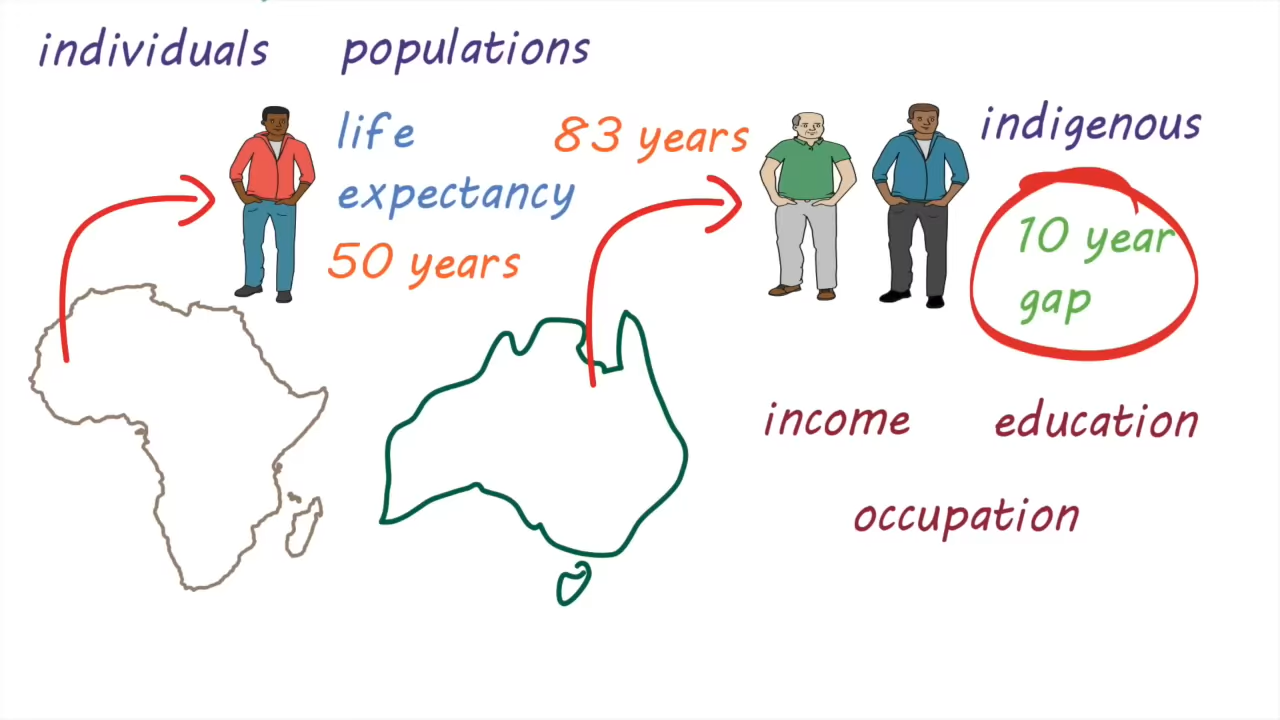 individuals
populations
life
expectancy
50 years
83 years
indigenous
10 year
gap
income
education
occupation